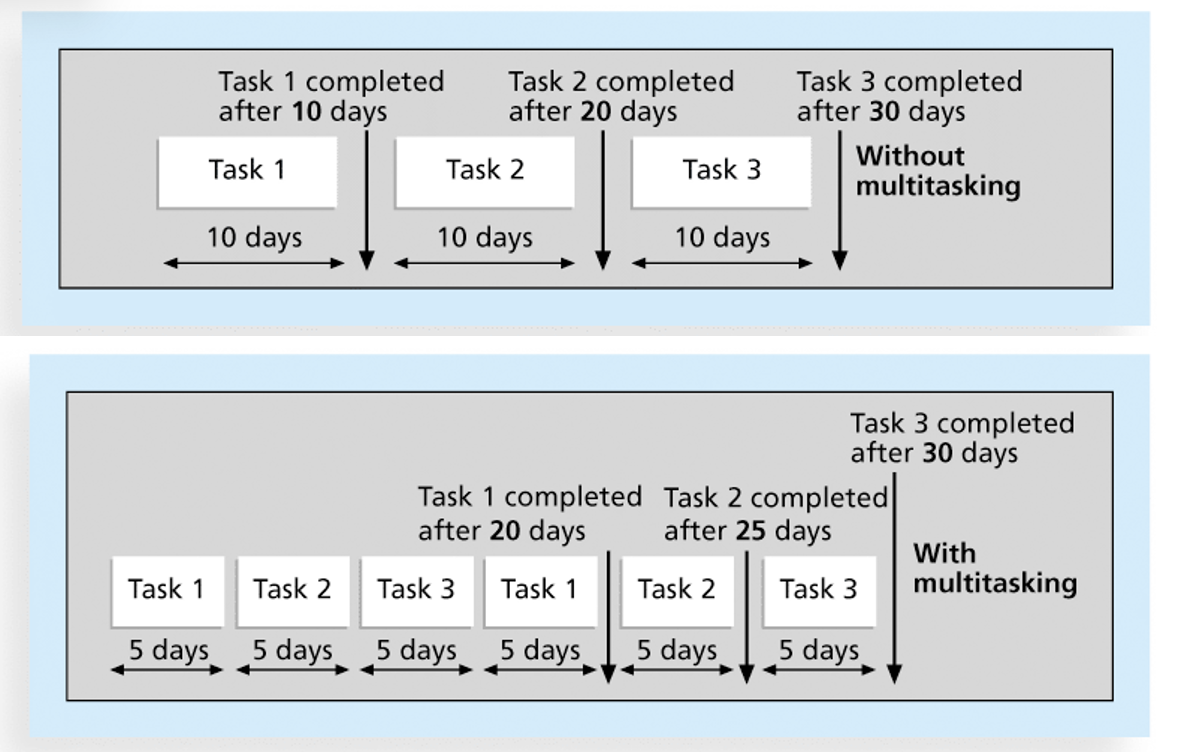 Task 1 completed
after 10 days
Task 2 completed
after 20 days
Task 3 completed
after 30 days
Task 1
Task 2
Task 3
Without
multitasking
10 days
10 days
10 days
Task 3 completed
after 30 days
Task 1 completed
after 20 days
Task 2 completed
after 25 days
With
multitasking
Task 1
Task 2
Task 3
Task 1
Task 2
Task 3
5 days
5 days
5 days
5 days
5 days
5 days